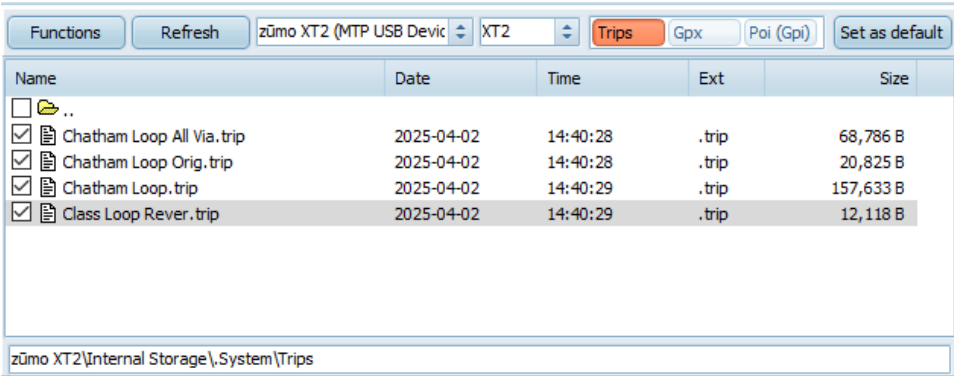 Functions Refresh zūmo XT2 (MTP USB Devic XT2 Trips Gpx Poi (Gpi) Set as default
Name Date Time Ext Size
..
Chatham Loop All Via.trip 2025-04-02 14:40:28 .trip 68,786 B
Chatham Loop Orig.trip 2025-04-02 14:40:28 .trip 20,825 B
Chatham Loop.trip 2025-04-02 14:40:29 .trip 157,633 B
Class Loop Rever.trip 2025-04-02 14:40:29 .trip 12,118 B
zūmo XT2\Internal Storage\.System\Trips